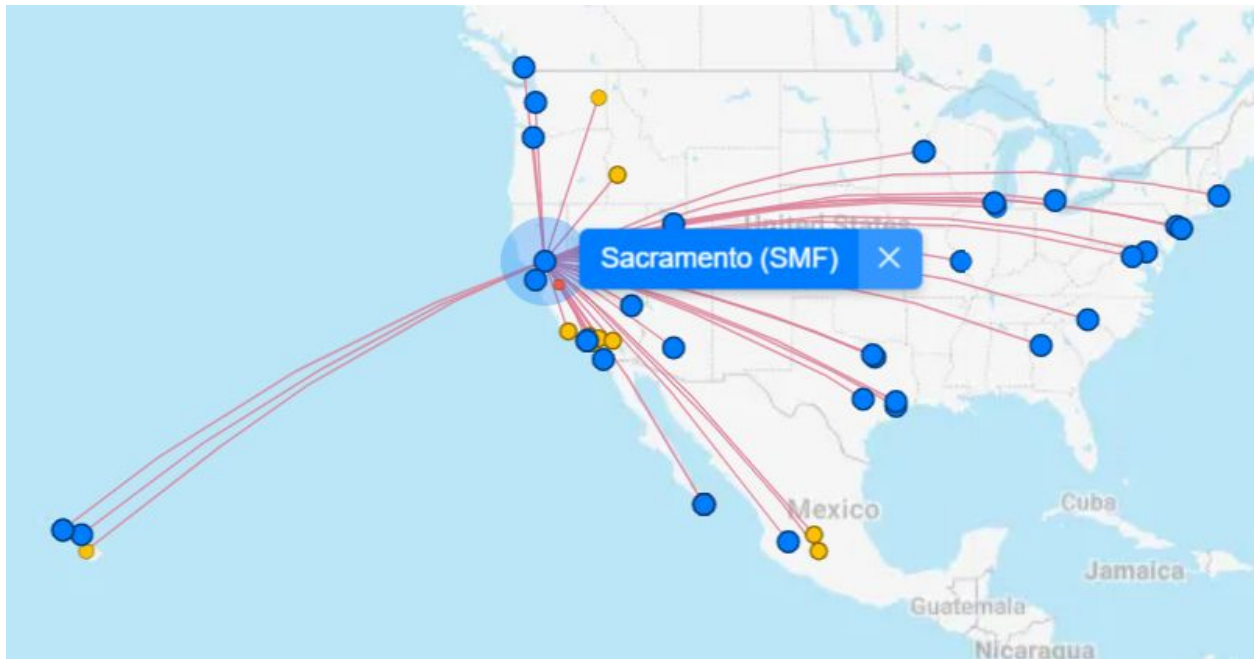 United States
Sacramento (SMF) ×
Mexico
Cuba
Jamaica
Guatemala
Nicaragua